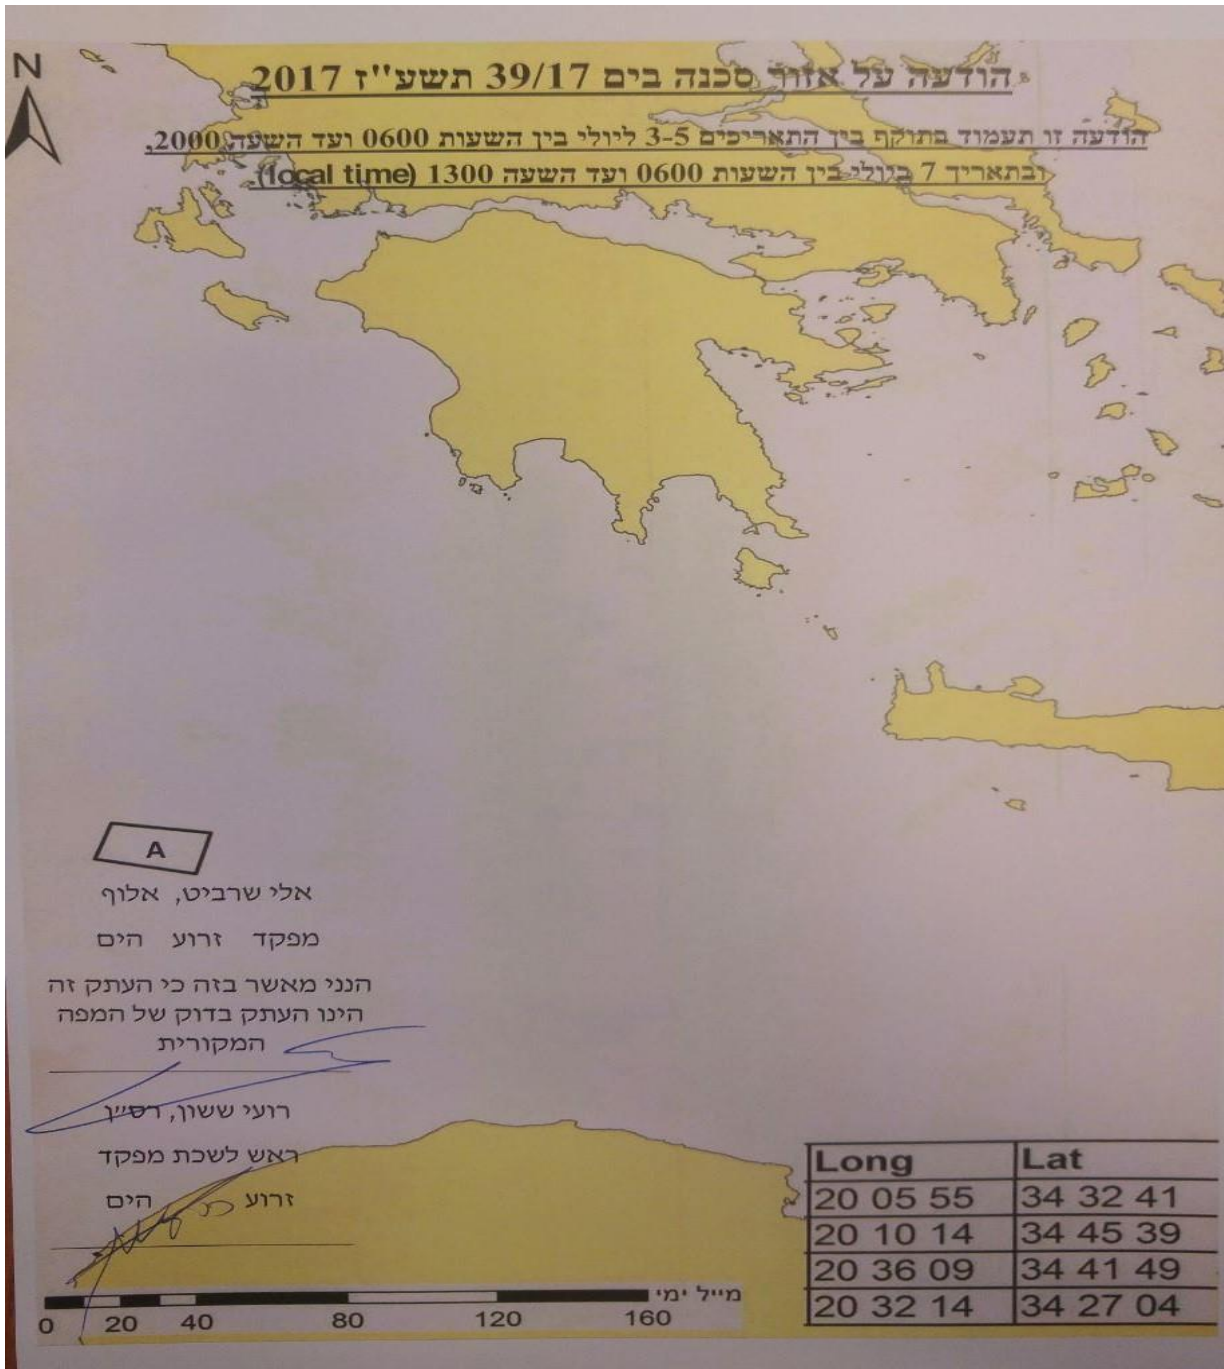 N
הודעה על אזור סכנה בים 39/17 תשע"ז 2017
הודעה זו תעמוד בתוקף בין התאריכים 3-5 ליולי בין השעות 0600 ועד השעה 2000,
ובתאריך 7 ביולי בין השעות 0600 ועד השעה 1300 (local time).
A
אלי שרביט, אלוף
מפקד זרוע הים
הנני מאשר בזה כי העתק זה
הינו העתק בדוק של המפה
המקורית
רועי ששון, רס"ן
ראש לשכת מפקד
זרוע הים
Long Lat
20 05 55 34 32 41
20 10 14 34 45 39
20 36 09 34 41 49
20 32 14 34 27 04
מייל ימי
0 20 40 80 120 160